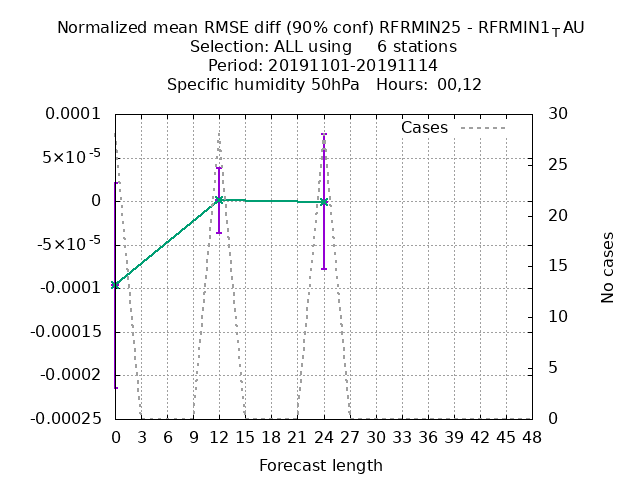 Normalized mean RMSE diff (90% conf) RFRMIN25 - RFRMIN1_TAU
Selection: ALL using     6 stations
Period: 20191101-20191114
Specific humidity 50hPa   Hours:  00,12
0.0001
5×10^-5
0
-5×10^-5
-0.0001
-0.00015
-0.0002
-0.00025
Cases
30
25
20
15
10
5
0
No cases
0 3 6 9 12 15 18 21 24 27 30 33 36 39 42 45 48
Forecast length